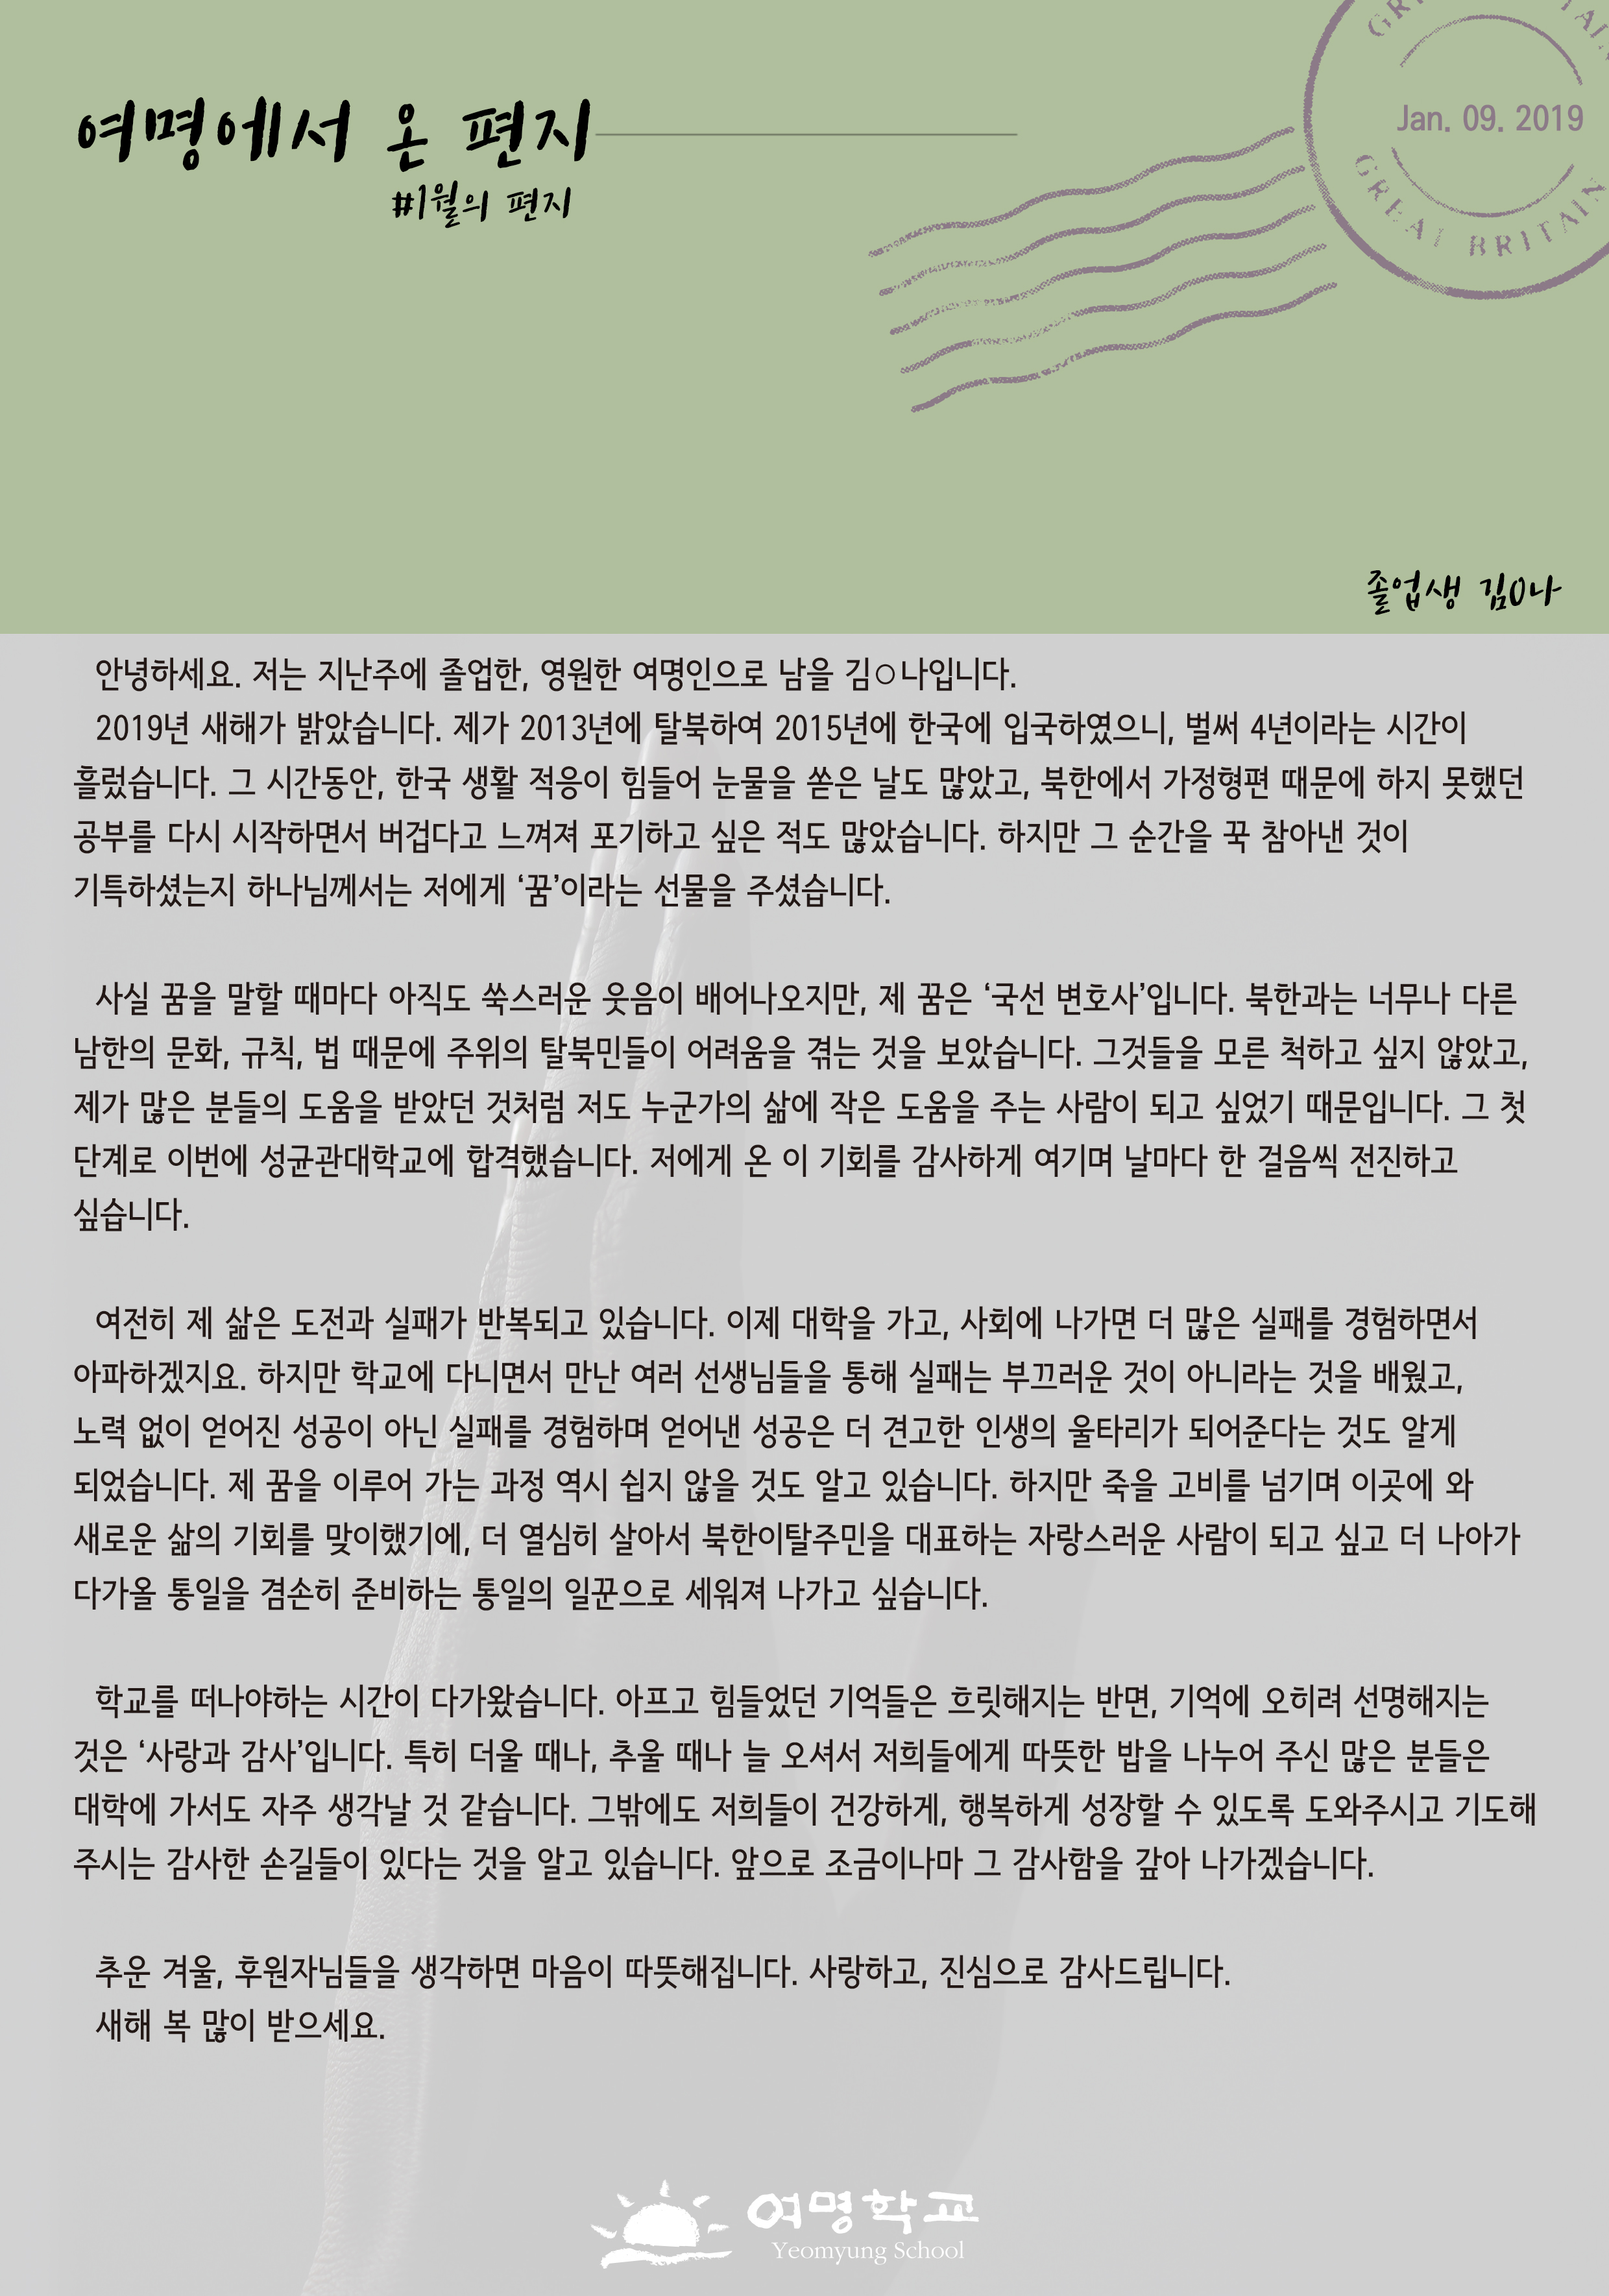 GREAT BRITAIN
Jan. 09. 2019
GREAT BRITAIN
여명에서 온 편지
#1월의 편지
졸업생 김O나
안녕하세요. 저는 지난주에 졸업한, 영원한 여명인으로 남을 김○나입니다.
2019년 새해가 밝았습니다. 제가 2013년에 탈북하여 2015년에 한국에 입국하였으니, 벌써 4년이라는 시간이
흘렀습니다. 그 시간동안, 한국 생활 적응이 힘들어 눈물을 쏟은 날도 많았고, 북한에서 가정형편 때문에 하지 못했던
공부를 다시 시작하면서 버겁다고 느껴져 포기하고 싶은 적도 많았습니다. 하지만 그 순간을 꾹 참아낸 것이
기특하셨는지 하나님께서는 저에게 ‘꿈’이라는 선물을 주셨습니다.
사실 꿈을 말할 때마다 아직도 쑥스러운 웃음이 배어나오지만, 제 꿈은 ‘국선 변호사’입니다. 북한과는 너무나 다른
남한의 문화, 규칙, 법 때문에 주위의 탈북민들이 어려움을 겪는 것을 보았습니다. 그것들을 모른 척하고 싶지 않았고,
제가 많은 분들의 도움을 받았던 것처럼 저도 누군가의 삶에 작은 도움을 주는 사람이 되고 싶었기 때문입니다. 그 첫
단계로 이번에 성균관대학교에 합격했습니다. 저에게 온 이 기회를 감사하게 여기며 날마다 한 걸음씩 전진하고
싶습니다.
여전히 제 삶은 도전과 실패가 반복되고 있습니다. 이제 대학을 가고, 사회에 나가면 더 많은 실패를 경험하면서
아파하겠지요. 하지만 학교에 다니면서 만난 여러 선생님들을 통해 실패는 부끄러운 것이 아니라는 것을 배웠고,
노력 없이 얻어진 성공이 아닌 실패를 경험하며 얻어낸 성공은 더 견고한 인생의 울타리가 되어준다는 것도 알게
되었습니다. 제 꿈을 이루어 가는 과정 역시 쉽지 않을 것도 알고 있습니다. 하지만 죽을 고비를 넘기며 이곳에 와
새로운 삶의 기회를 맞이했기에, 더 열심히 살아서 북한이탈주민을 대표하는 자랑스러운 사람이 되고 싶고 더 나아가
다가올 통일을 겸손히 준비하는 통일의 일꾼으로 세워져 나가고 싶습니다.
학교를 떠나야하는 시간이 다가왔습니다. 아프고 힘들었던 기억들은 흐릿해지는 반면, 기억에 오히려 선명해지는
것은 ‘사랑과 감사’입니다. 특히 더울 때나, 추울 때나 늘 오셔서 저희들에게 따뜻한 밥을 나누어 주신 많은 분들은
대학에 가서도 자주 생각날 것 같습니다. 그밖에도 저희들이 건강하게, 행복하게 성장할 수 있도록 도와주시고 기도해
주시는 감사한 손길들이 있다는 것을 알고 있습니다. 앞으로 조금이나마 그 감사함을 갚아 나가겠습니다.
추운 겨울, 후원자님들을 생각하면 마음이 따뜻해집니다. 사랑하고, 진심으로 감사드립니다.
새해 복 많이 받으세요.
여명학교
Yeomyung School